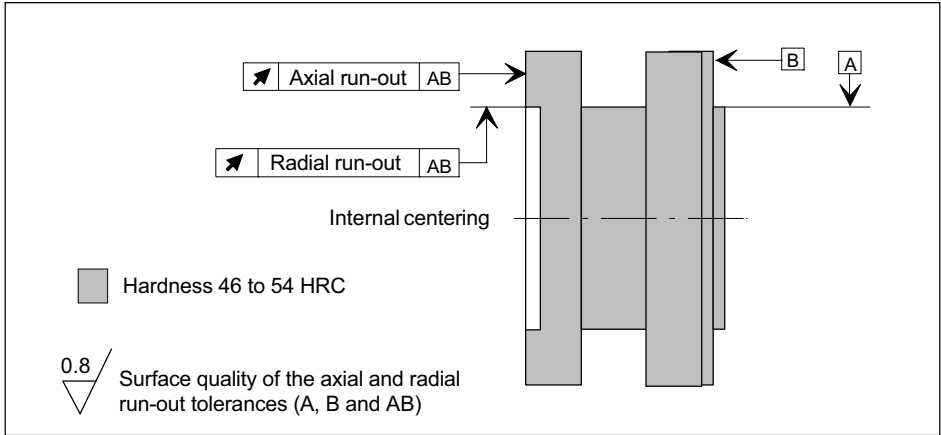 Axial run-out AB
B
A
Radial run-out AB
Internal centering
Hardness 46 to 54 HRC
0.8
Surface quality of the axial and radial
run-out tolerances (A, B and AB)